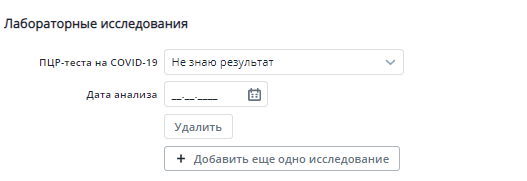 Лабораторные исследования
ПЦР-теста на COVID-19 Не знаю результат
Дата анализа __.__.____
Удалить
+ Добавить еще одно исследование